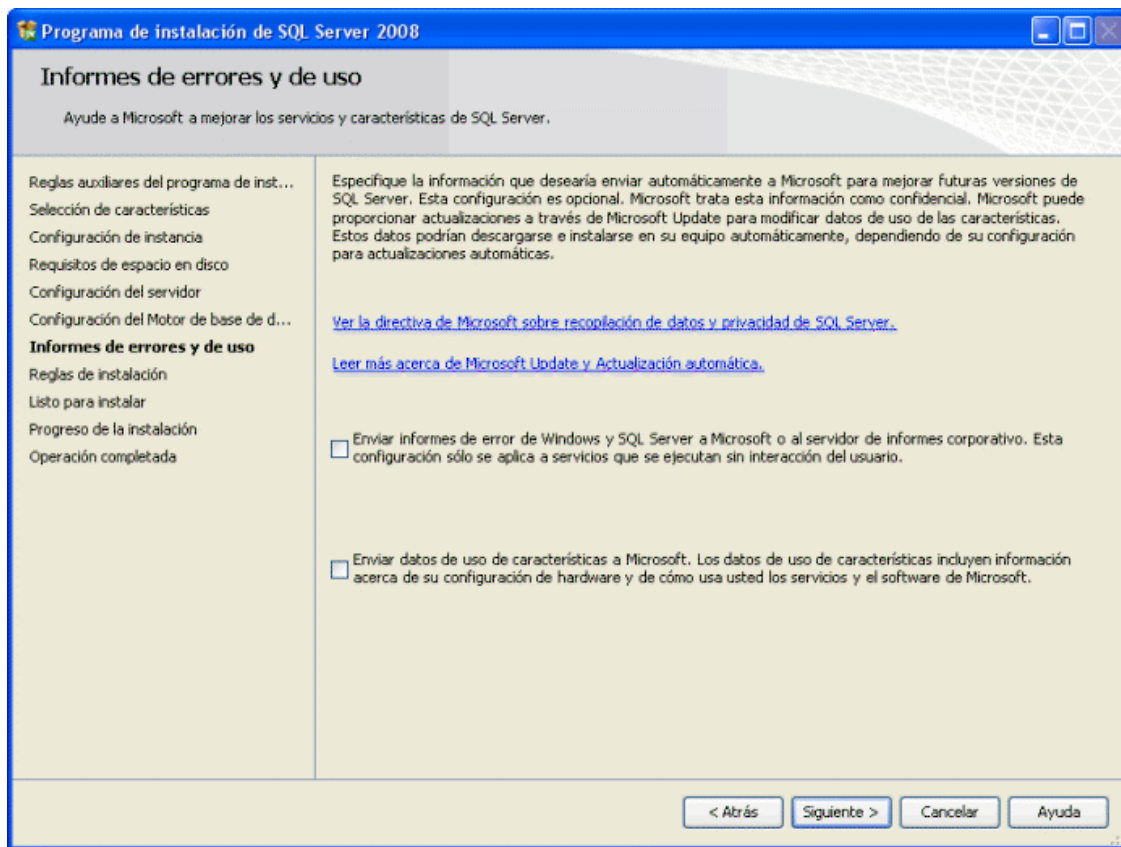 Programa de instalación de SQL Server 2008
Informes de errores y de uso
Ayude a Microsoft a mejorar los servicios y características de SQL Server.
Reglas auxiliares del programa de inst...
Selección de características
Configuración de instancia
Requisitos de espacio en disco
Configuración del servidor
Configuración del Motor de base de d...
Informes de errores y de uso
Reglas de instalación
Listo para instalar
Progreso de la instalación
Operación completada
Especifique la información que desearía enviar automáticamente a Microsoft para mejorar futuras versiones de
SQL Server. Esta configuración es opcional. Microsoft trata esta información como confidencial. Microsoft puede
proporcionar actualizaciones a través de Microsoft Update para modificar datos de uso de las características.
Estos datos podrían descargarse e instalarse en su equipo automáticamente, dependiendo de su configuración
para actualizaciones automáticas.
Ver la directiva de Microsoft sobre recopilación de datos y privacidad de SQL Server.
Leer más acerca de Microsoft Update y Actualización automática.
Enviar informes de error de Windows y SQL Server a Microsoft o al servidor de informes corporativo. Esta
configuración sólo se aplica a servicios que se ejecutan sin interacción del usuario.
Enviar datos de uso de características a Microsoft. Los datos de uso de características incluyen información
acerca de su configuración de hardware y de cómo usa usted los servicios y el software de Microsoft.
< Atrás
Siguiente >
Cancelar
Ayuda